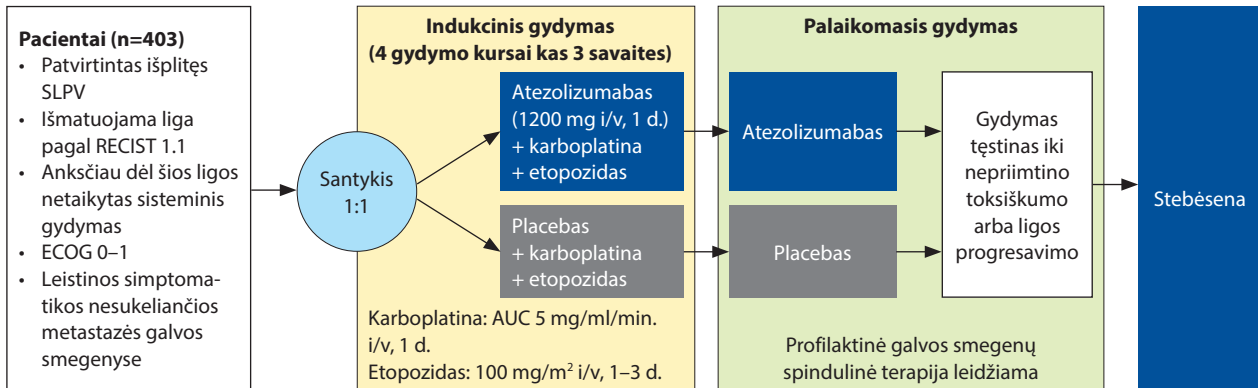 Pacientai (n=403)
• Patvirtintas išplitęs
SLPV
• Išmatuojama liga
pagal RECIST 1.1
• Anksčiau dėl šios ligos
netaikytas sisteminis
gydymas
• ECOG 0–1
• Leistinos simptoma-
tikos nesukeliančios
metastazės galvos
smegenyse
Santykis
1:1
Indukcinis gydymas
(4 gydymo kursai kas 3 savaites)
Atezolizumabas
(1200 mg i/v, 1 d.)
+ karboplatina
+ etopozidas
Placebas
+ karboplatina
+ etopozidas
Karboplatina: AUC 5 mg/ml/min.
i/v, 1 d.
Etopozidas: 100 mg/m² i/v, 1–3 d.
Palaikomasis gydymas
Atezolizumabas
Placebas
Gydymas
tęstinas iki
nepriimtino
toksiškumo
arba ligos
progresavimo
Profilaktinė galvos smegenų
spindulinė terapija leidžiama
Stebėsena